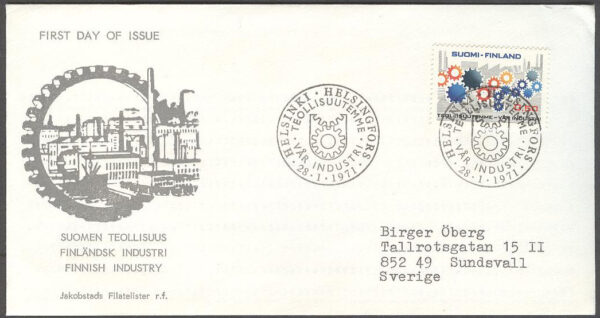 FIRST DAY OF ISSUE
SUOMI-FINLAND
0,50
TEOLLISUUTEMME - VÅR INDUSTRI
HELSINKI · HELSINGFORS
TEOLLISUUTEMME
VÅR INDUSTRI
28·1·1971
HELSINKI · HELSINGFORS
TEOLLISUUTEMME
VÅR INDUSTRI
28·1·1971
SUOMEN TEOLLISUUS
FINLÄNDSK INDUSTRI
FINNISH INDUSTRY
Jakobstads Filatelister r.f.
Birger Öberg
Tallrotsgatan 15 II
852 49 Sundsvall
Sverige